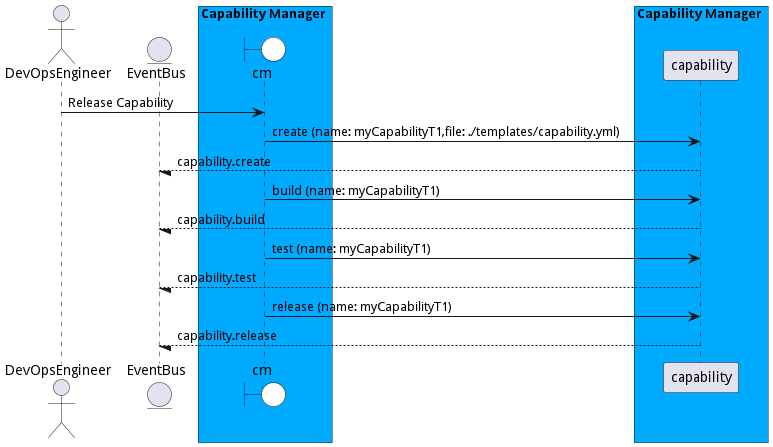 Capability Manager
Capability Manager
DevOpsEngineer
EventBus
cm
capability
Release Capability
create (name: myCapabilityT1,file: ./templates/capability.yml)
capability.create
build (name: myCapabilityT1)
capability.build
test (name: myCapabilityT1)
capability.test
release (name: myCapabilityT1)
capability.release
DevOpsEngineer
EventBus
cm
capability